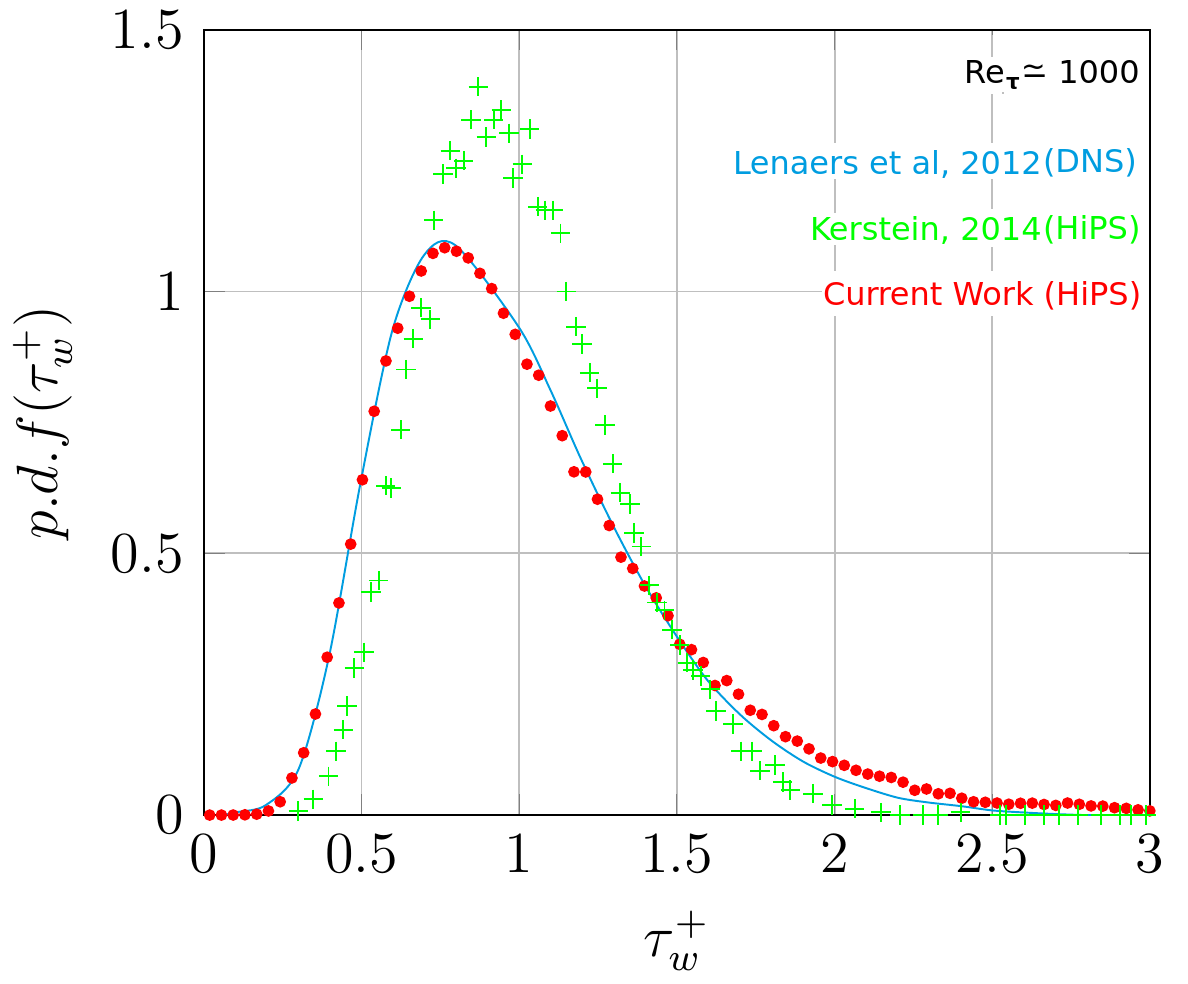 1.5
Re_τ ≃ 1000
Lenaers et al, 2012(DNS)
Kerstein, 2014(HiPS)
1
Current Work (HiPS)
p.d.f(τ_w^+)
0.5
0
0 0.5 1 1.5 2 2.5 3
τ_w^+